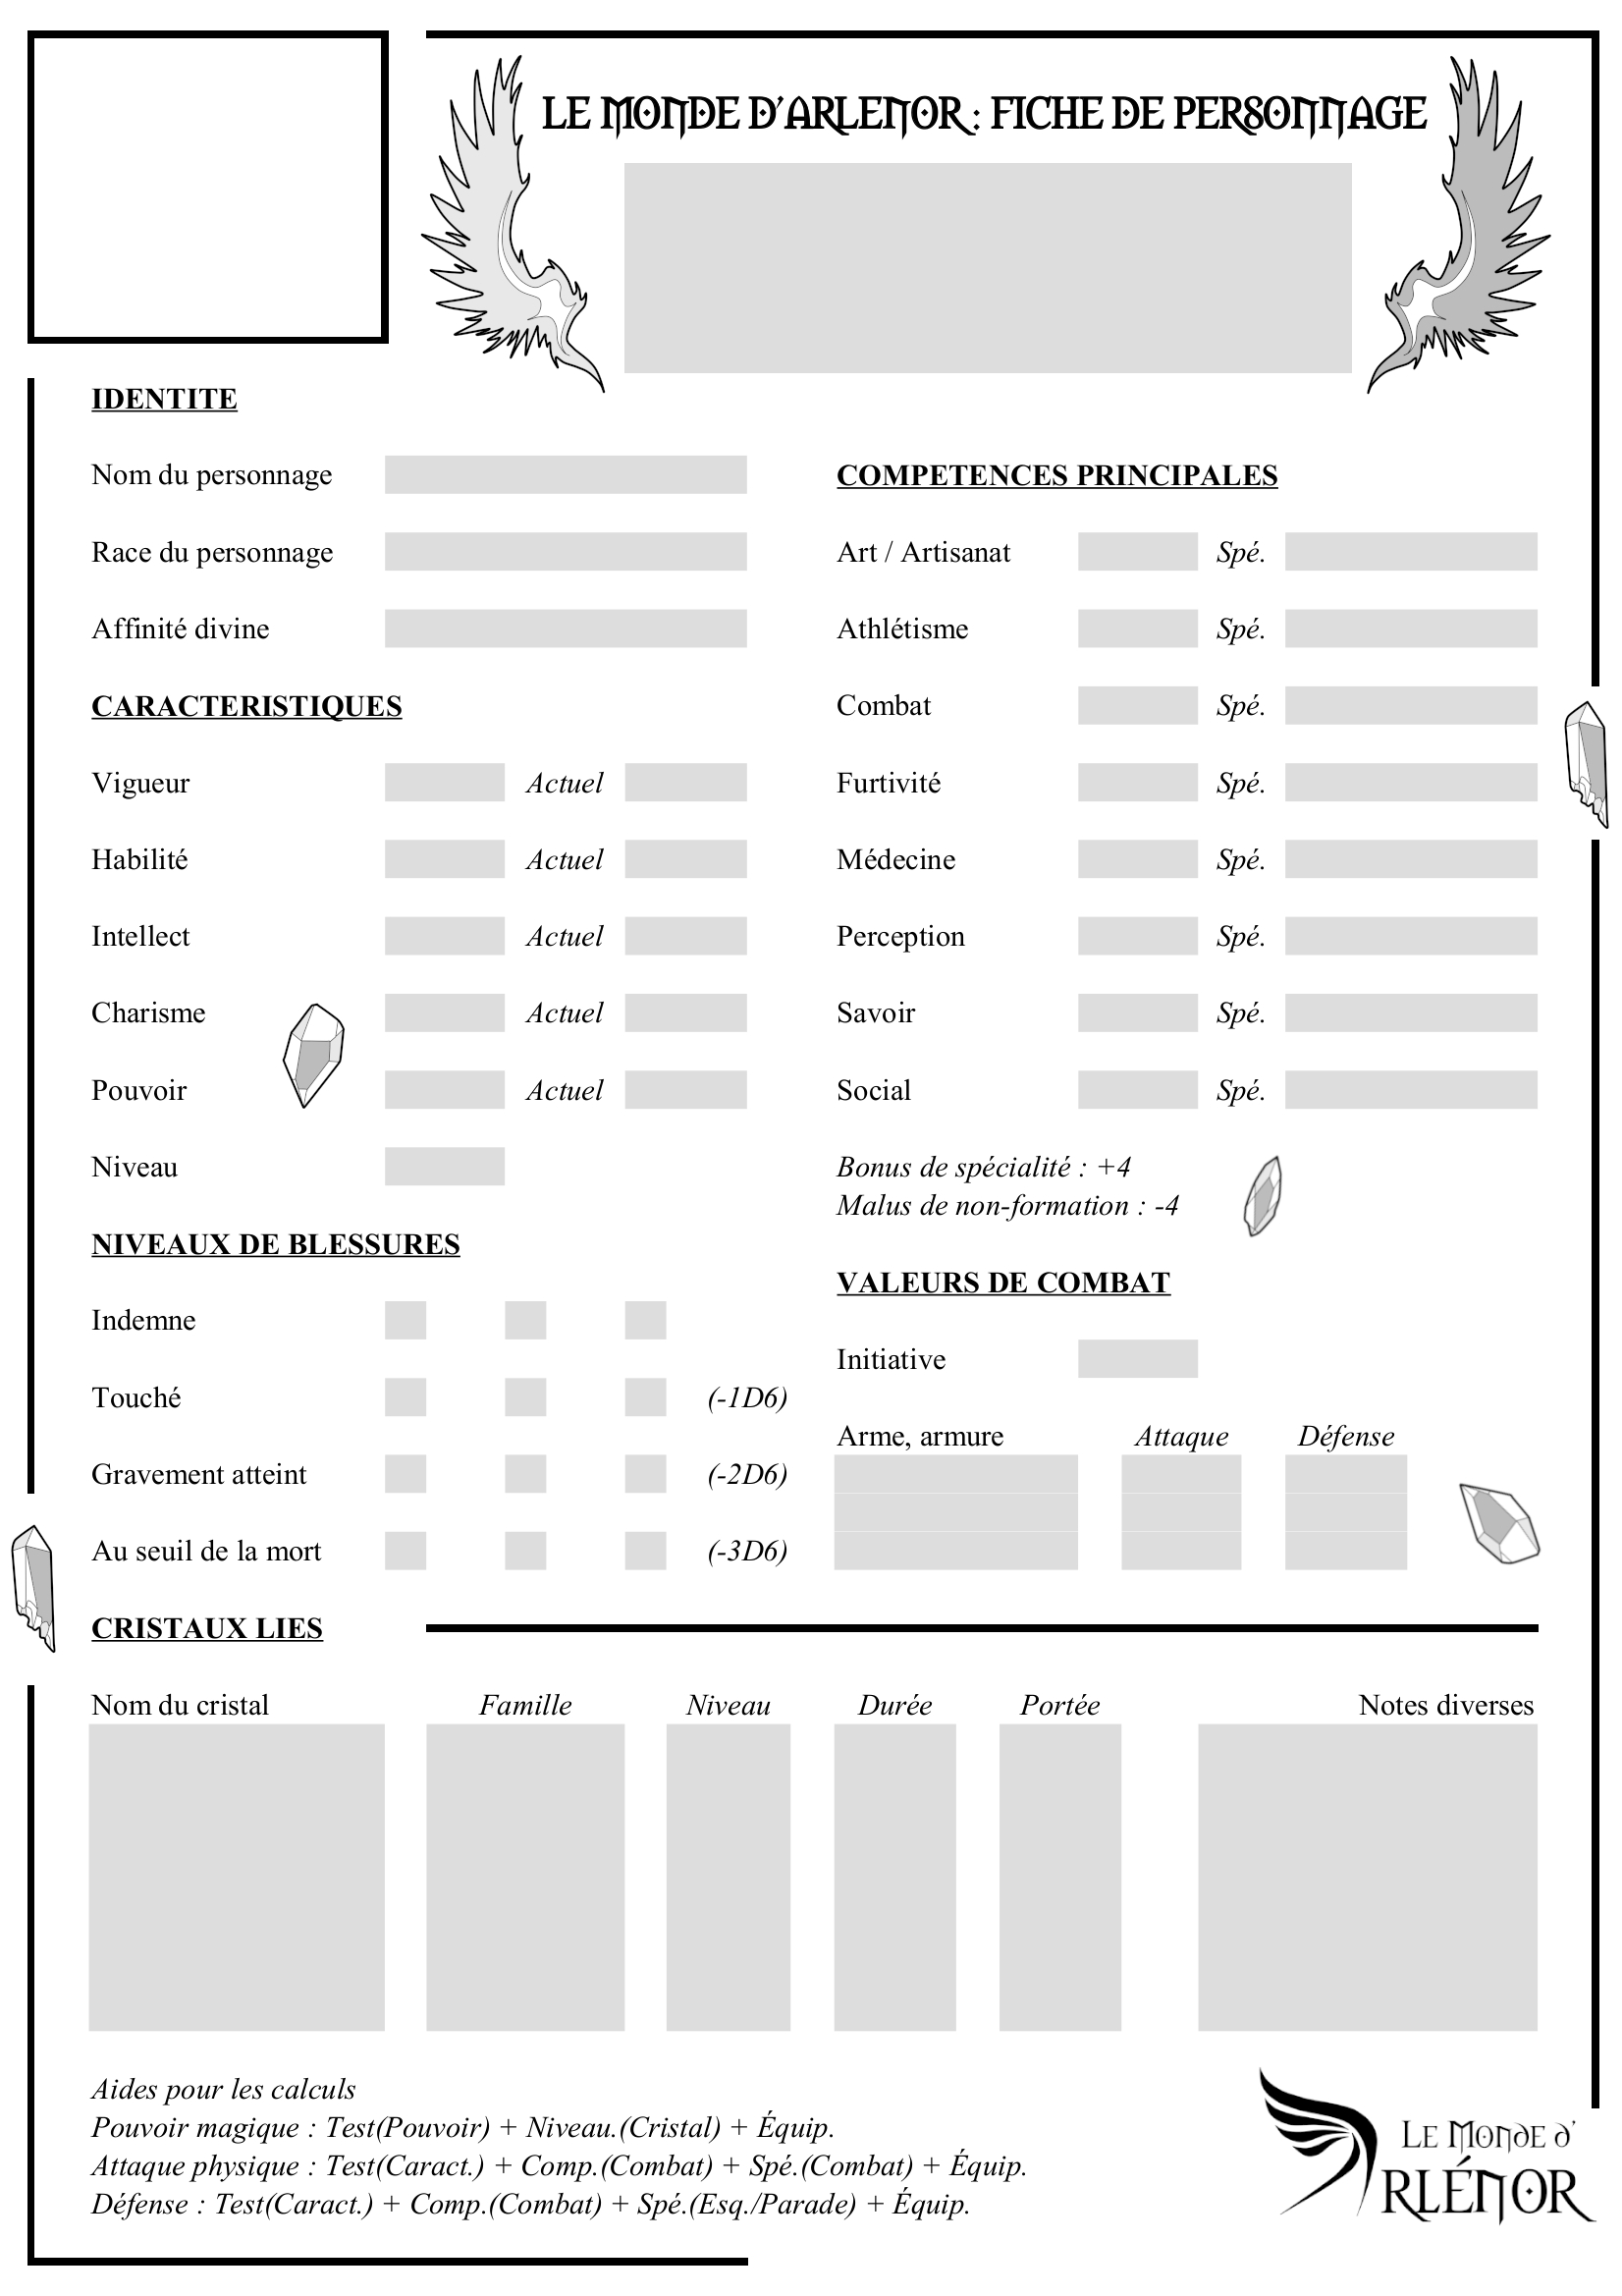 LE MONDE D'ARLENOR : FICHE DE PERSONNAGE
IDENTITE
Nom du personnage
Race du personnage
Affinité divine
CARACTERISTIQUES
Vigueur Actuel
Habilité Actuel
Intellect Actuel
Charisme Actuel
Pouvoir Actuel
Niveau
NIVEAUX DE BLESSURES
Indemne
Touché (-1D6)
Gravement atteint (-2D6)
Au seuil de la mort (-3D6)
COMPETENCES PRINCIPALES
Art / Artisanat Spé.
Athlétisme Spé.
Combat Spé.
Furtivité Spé.
Médecine Spé.
Perception Spé.
Savoir Spé.
Social Spé.
Bonus de spécialité : +4
Malus de non-formation : -4
VALEURS DE COMBAT
Initiative
Arme, armure Attaque Défense
CRISTAUX LIES
Nom du cristal Famille Niveau Durée Portée Notes diverses
Aides pour les calculs
Pouvoir magique : Test(Pouvoir) + Niveau.(Cristal) + Équip.
Attaque physique : Test(Caract.) + Comp.(Combat) + Spé.(Combat) + Équip.
Défense : Test(Caract.) + Comp.(Combat) + Spé.(Esq./Parade) + Équip.
LE MONDE D'
ARLÉNOR